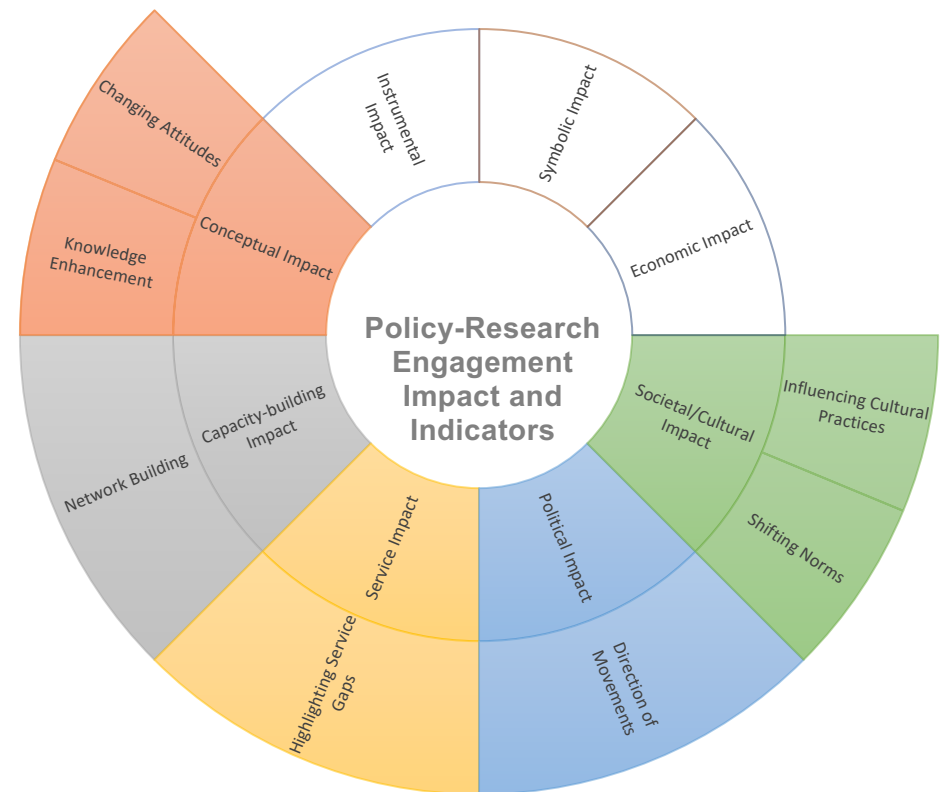 Policy-Research
Engagement
Impact and
Indicators
Instrumental
Impact
Symbolic Impact
Economic Impact
Societal/Cultural
Impact
Influencing Cultural
Practices
Shifting Norms
Political Impact
Direction of
Movements
Service Impact
Highlighting Service
Gaps
Capacity-building
Impact
Network Building
Conceptual Impact
Knowledge
Enhancement
Changing Attitudes